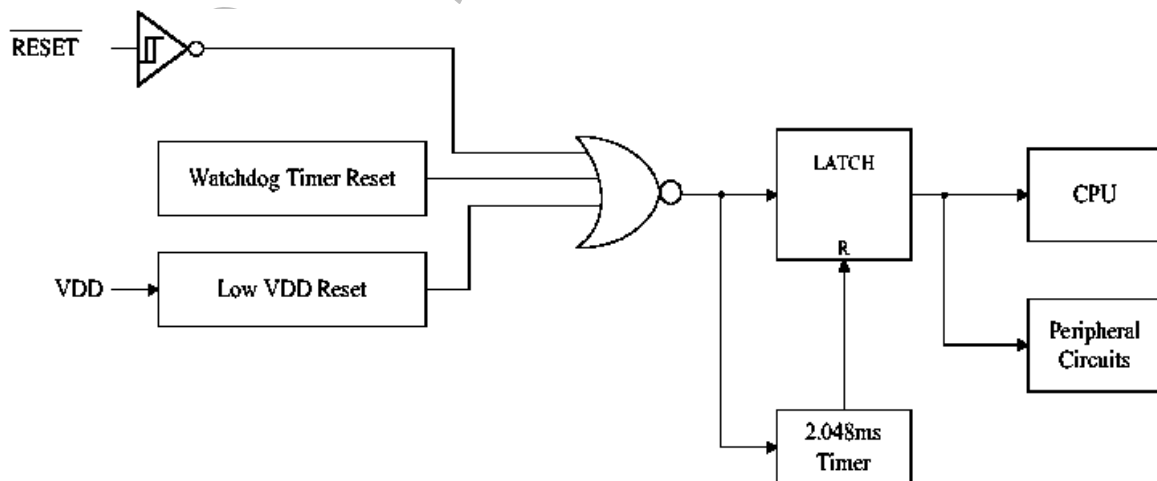 RESET
Watchdog Timer Reset
VDD
Low VDD Reset
LATCH
R
CPU
Peripheral
Circuits
2.048ms
Timer